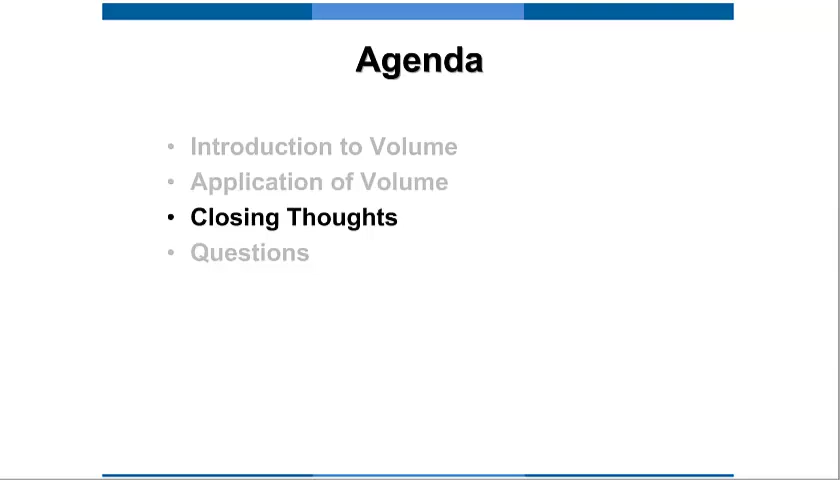 Agenda
• Introduction to Volume
• Application of Volume
• Closing Thoughts
• Questions